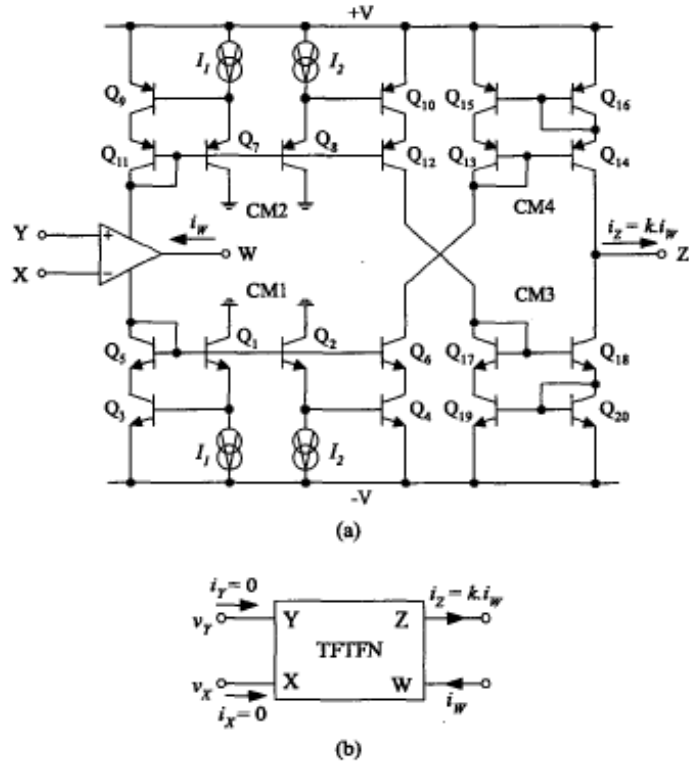 +V
I1 I2
Q9 Q10 Q15 Q16
Q11 Q7 Q8 Q12 Q13 Q14
CM2 CM4
Y + iW W iZ = k.iW Z
X −
CM1 CM3
Q5 Q1 Q2 Q6 Q17 Q18
Q3 Q4 Q19 Q20
I1 I2
-V
(a)
iY = 0 iZ = k.iW
vY Y Z
TFTFN
vX X W
iX = 0 iW
(b)